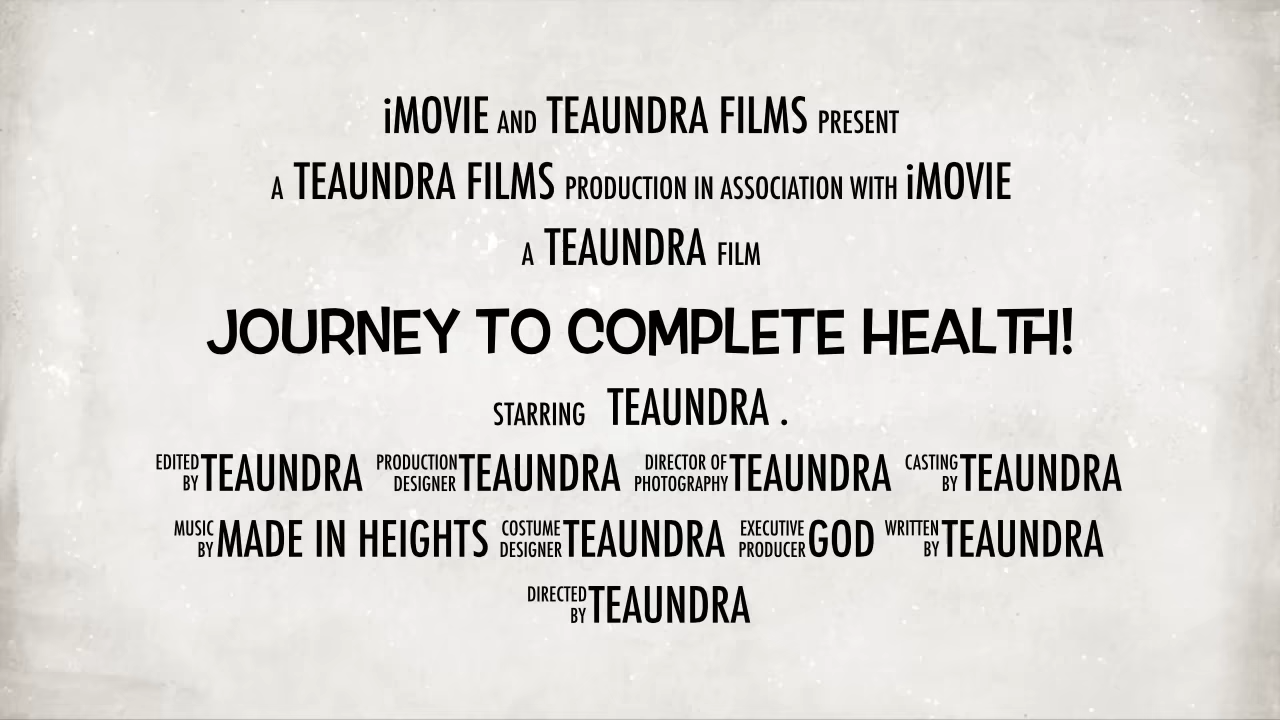 iMOVIE AND TEAUNDRA FILMS PRESENT
A TEAUNDRA FILMS PRODUCTION IN ASSOCIATION WITH iMOVIE
A TEAUNDRA FILM
JOURNEY TO COMPLETE HEALTH!
STARRING TEAUNDRA .
EDITED BY TEAUNDRA PRODUCTION DESIGNER TEAUNDRA DIRECTOR OF PHOTOGRAPHY TEAUNDRA CASTING BY TEAUNDRA
MUSIC BY MADE IN HEIGHTS COSTUME DESIGNER TEAUNDRA EXECUTIVE PRODUCER GOD WRITTEN BY TEAUNDRA
DIRECTED BY TEAUNDRA